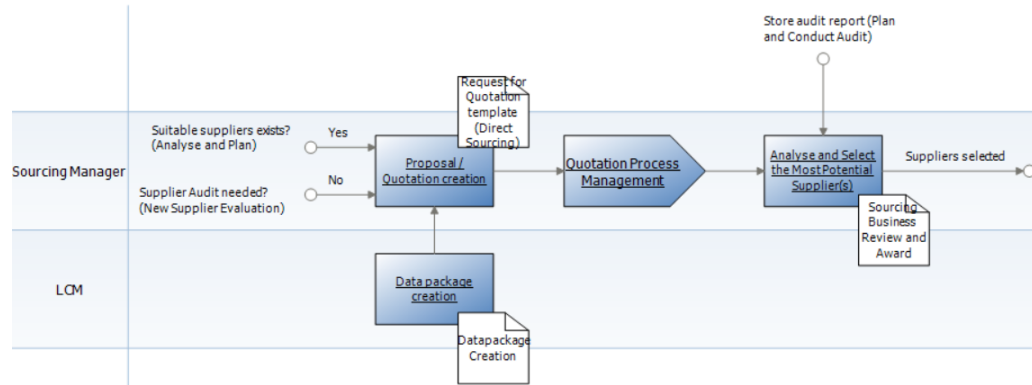 Store audit report (Plan
and Conduct Audit)
Request for
Quotation
template
(Direct
Sourcing)
Suitable suppliers exists?
(Analyse and Plan)
Yes
Sourcing Manager
Proposal /
Quotation creation
Quotation Process
Management
Analyse and Select
the Most Potential
Supplier(s)
Suppliers selected
Supplier Audit needed?
(New Supplier Evaluation)
No
Sourcing
Business
Review and
Award
LCM
Data package
creation
Datapackage
Creation